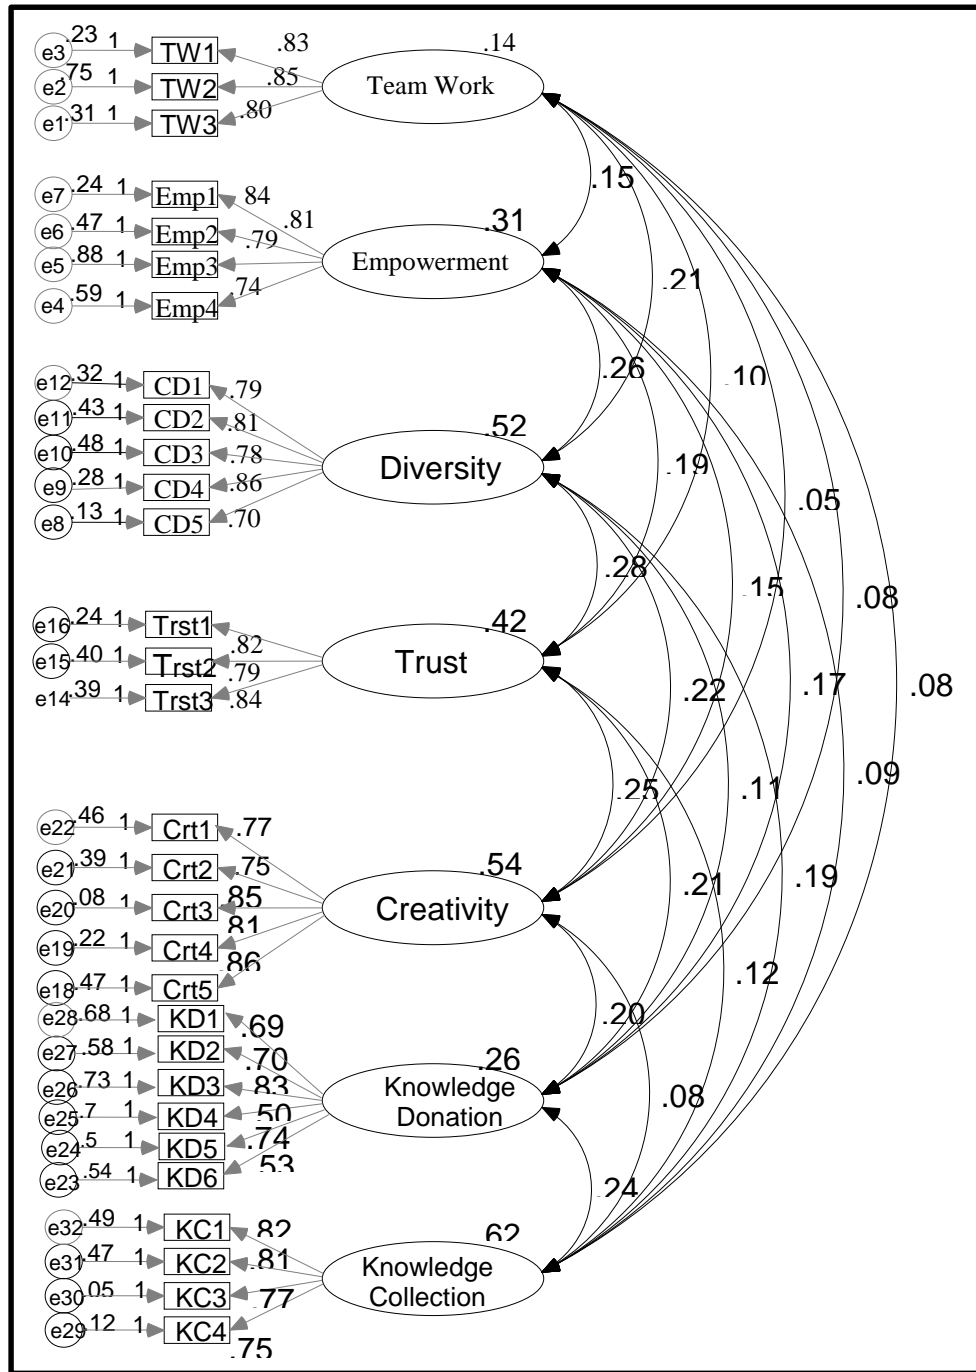 e3 .23 1 TW1 .83 .14
e2 .75 1 TW2 .85 Team Work
e1 .31 1 TW3 .80
.15
e7 .24 1 Emp1 .84
e6 .47 1 Emp2 .81 .31
e5 .88 1 Emp3 .79 Empowerment
e4 .59 1 Emp4 .74
.21
.26 .10
e12 .32 1 CD1 .79
e11 .43 1 CD2 .81 .52
e10 .48 1 CD3 .78 Diversity .19
e9 .28 1 CD4 .86
e8 .13 1 CD5 .70 .05
.28 .15 .08
e16 .24 1 Trst1 .82 .42
e15 .40 1 Trst2 .79 Trust
e14 .39 1 Trst3 .84 .22 .17 .08
.25 .11 .09
e22 .46 1 Crt1 .77
e21 .39 1 Crt2 .75 .54
e20 .08 1 Crt3 .85 Creativity .21 .19
e19 .22 1 Crt4 .81
e18 .47 1 Crt5 .86 .12
e28 .68 1 KD1 .69 .20
e27 .58 1 KD2 .70 .26
e26 .73 1 KD3 .83 Knowledge .08
e25 .7 1 KD4 .50 Donation
e24 .5 1 KD5 .74
e23 .54 1 KD6 .53
.24
e32 .49 1 KC1 .82 .62
e31 .47 1 KC2 .81 Knowledge
e30 .05 1 KC3 .77 Collection
e29 .12 1 KC4 .75